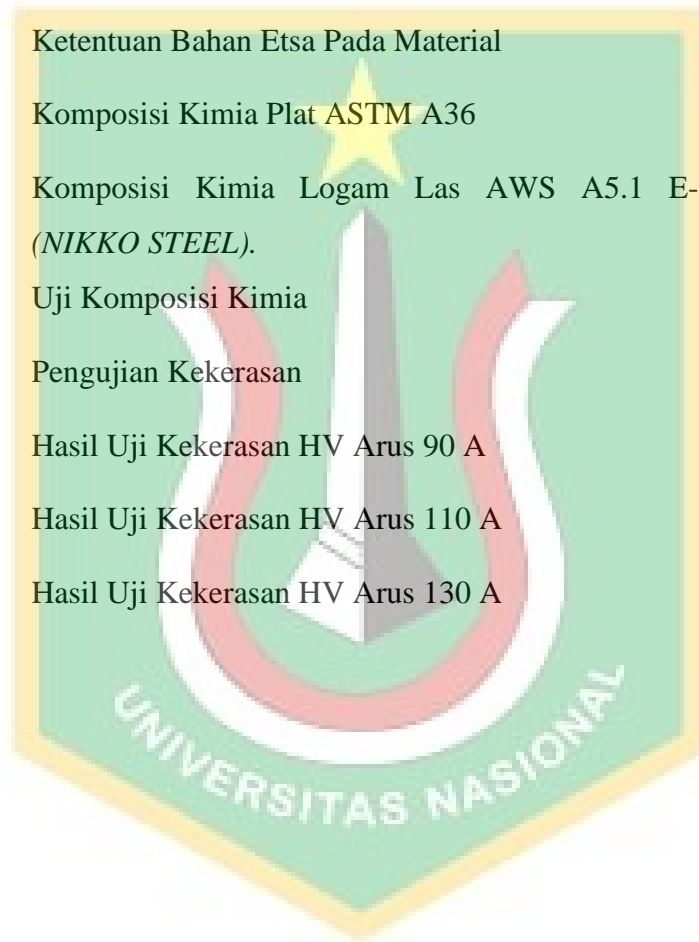 Ketentuan Bahan Etsa Pada Material
Komposisi Kimia Plat ASTM A36
Komposisi Kimia Logam Las AWS A5.1 E-
(NIKKO STEEL).
Uji Komposisi Kimia
Pengujian Kekerasan
Hasil Uji Kekerasan HV Arus 90 A
Hasil Uji Kekerasan HV Arus 110 A
Hasil Uji Kekerasan HV Arus 130 A
UNIVERSITAS NASIONAL